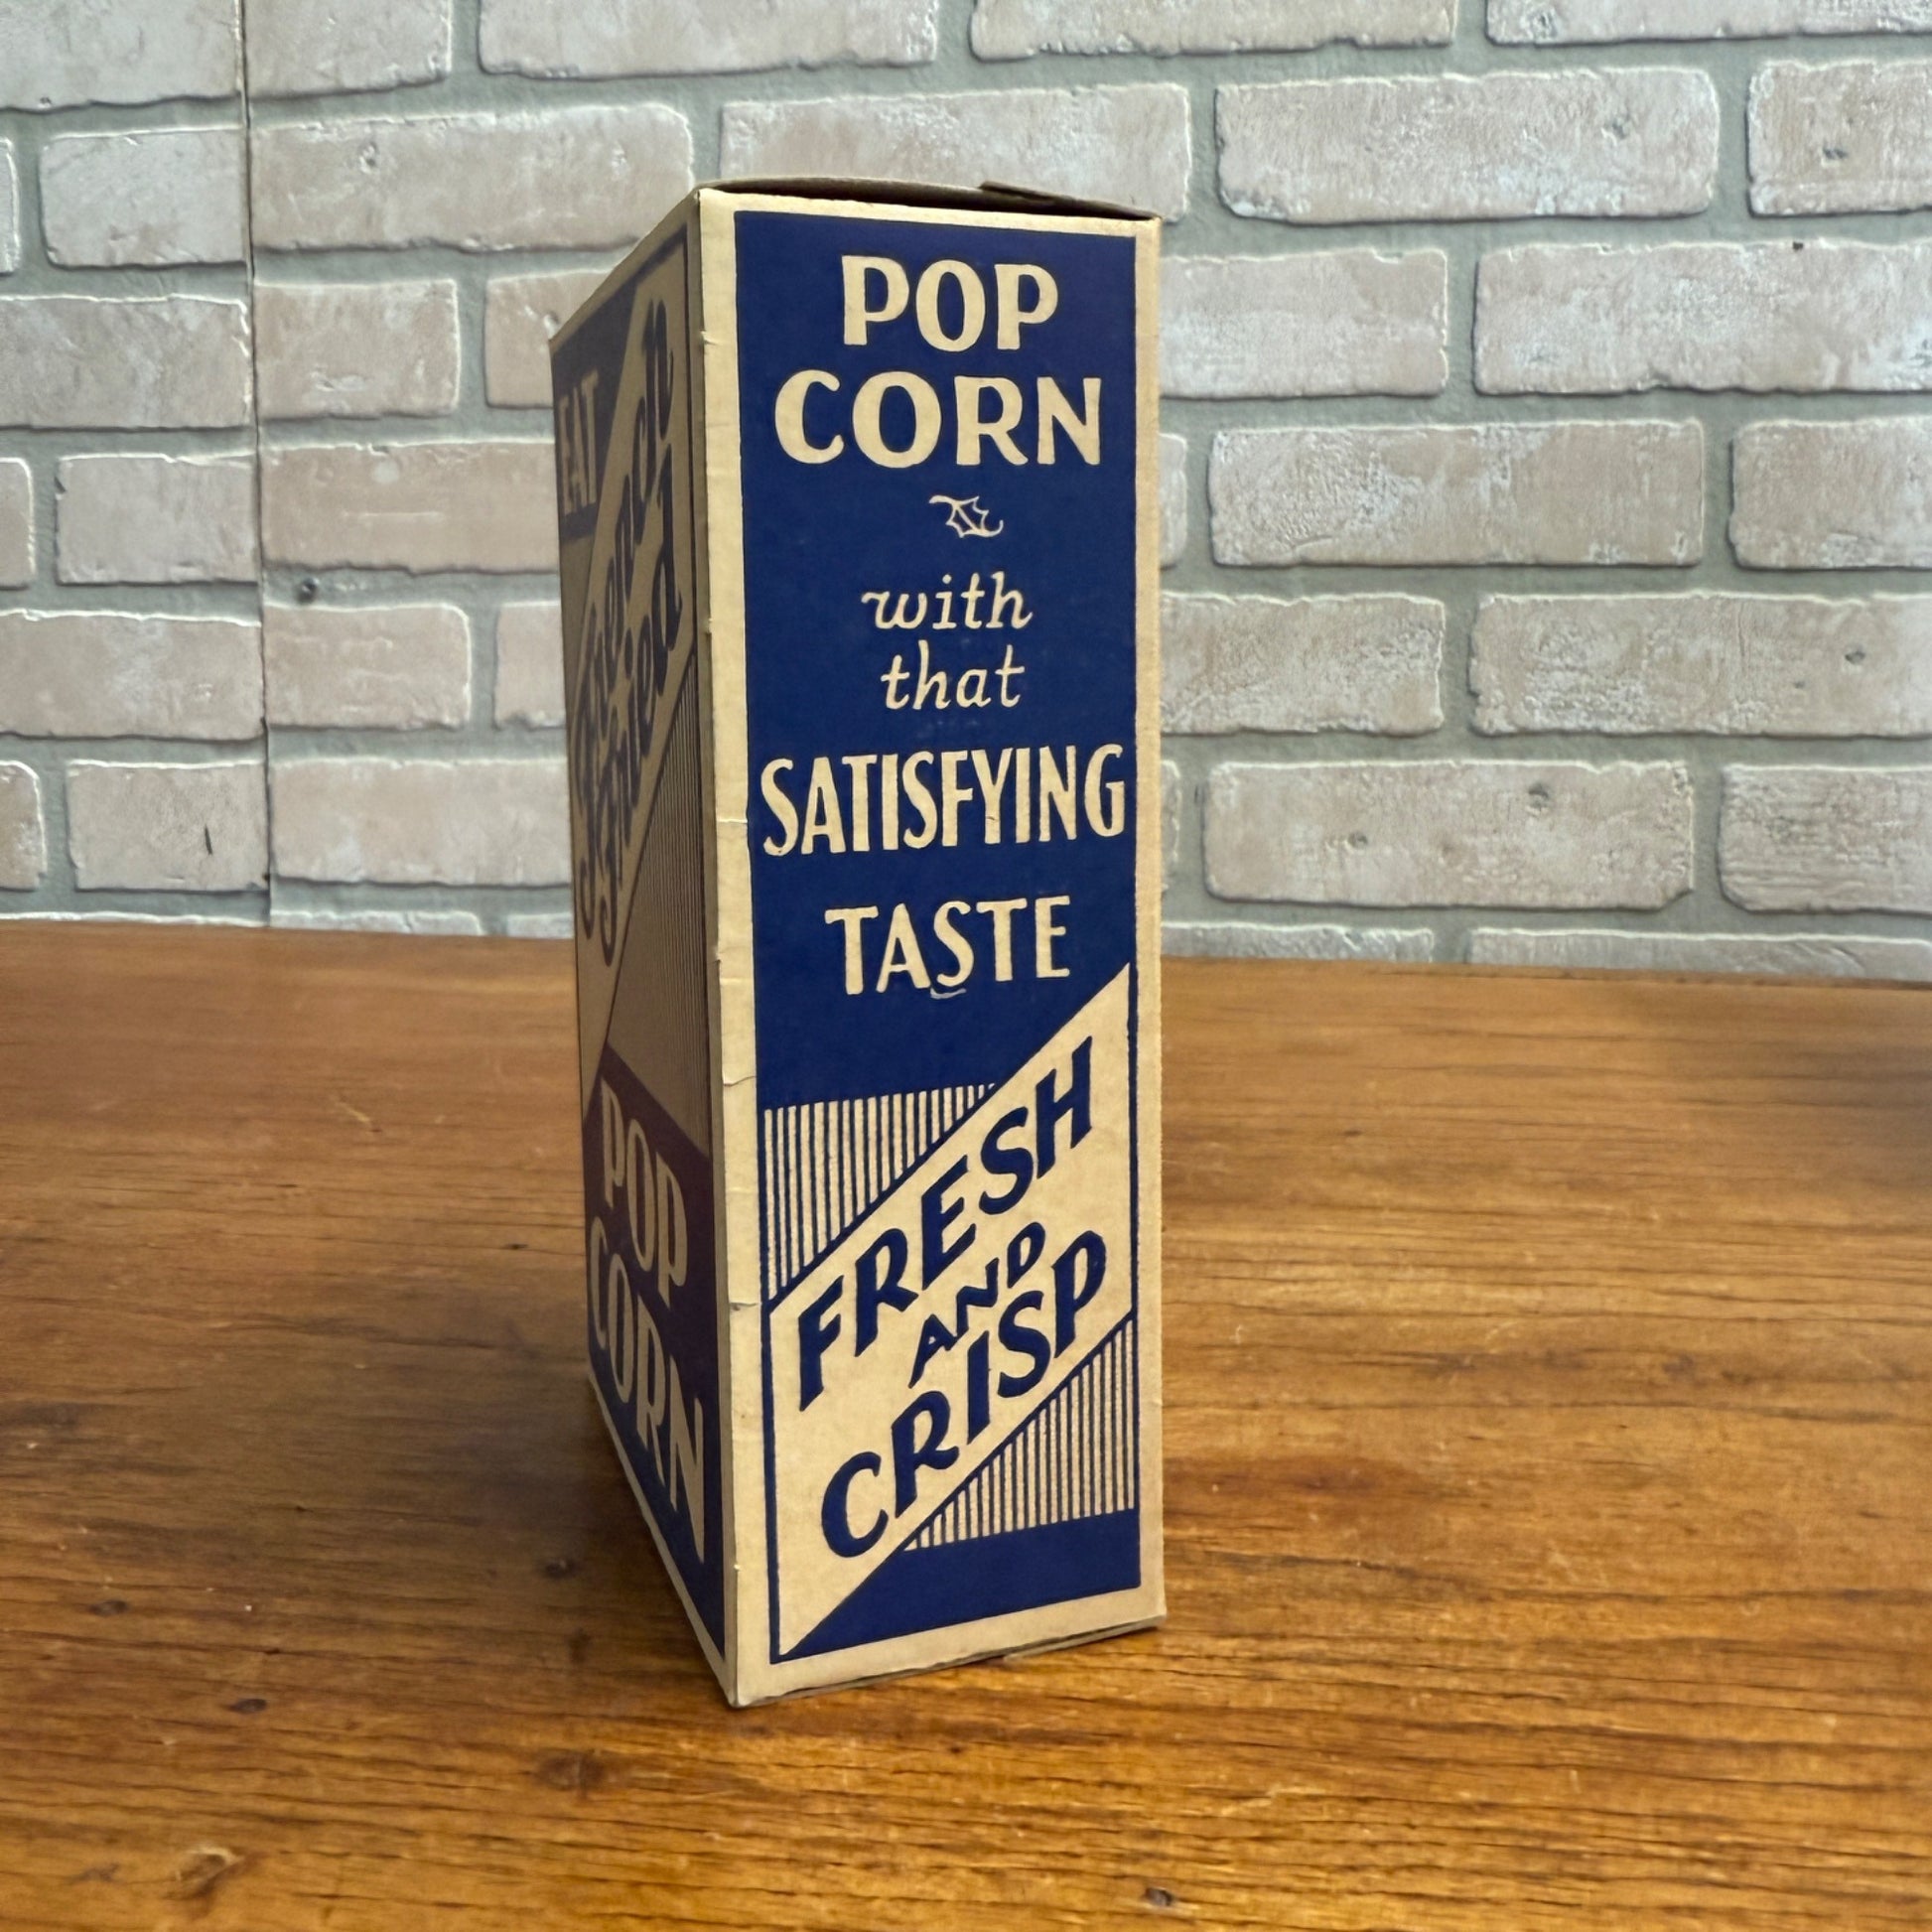 POP
CORN
with
that
SATISFYING
TASTE
FRESH
AND
CRISP
EAT
POP
CORN